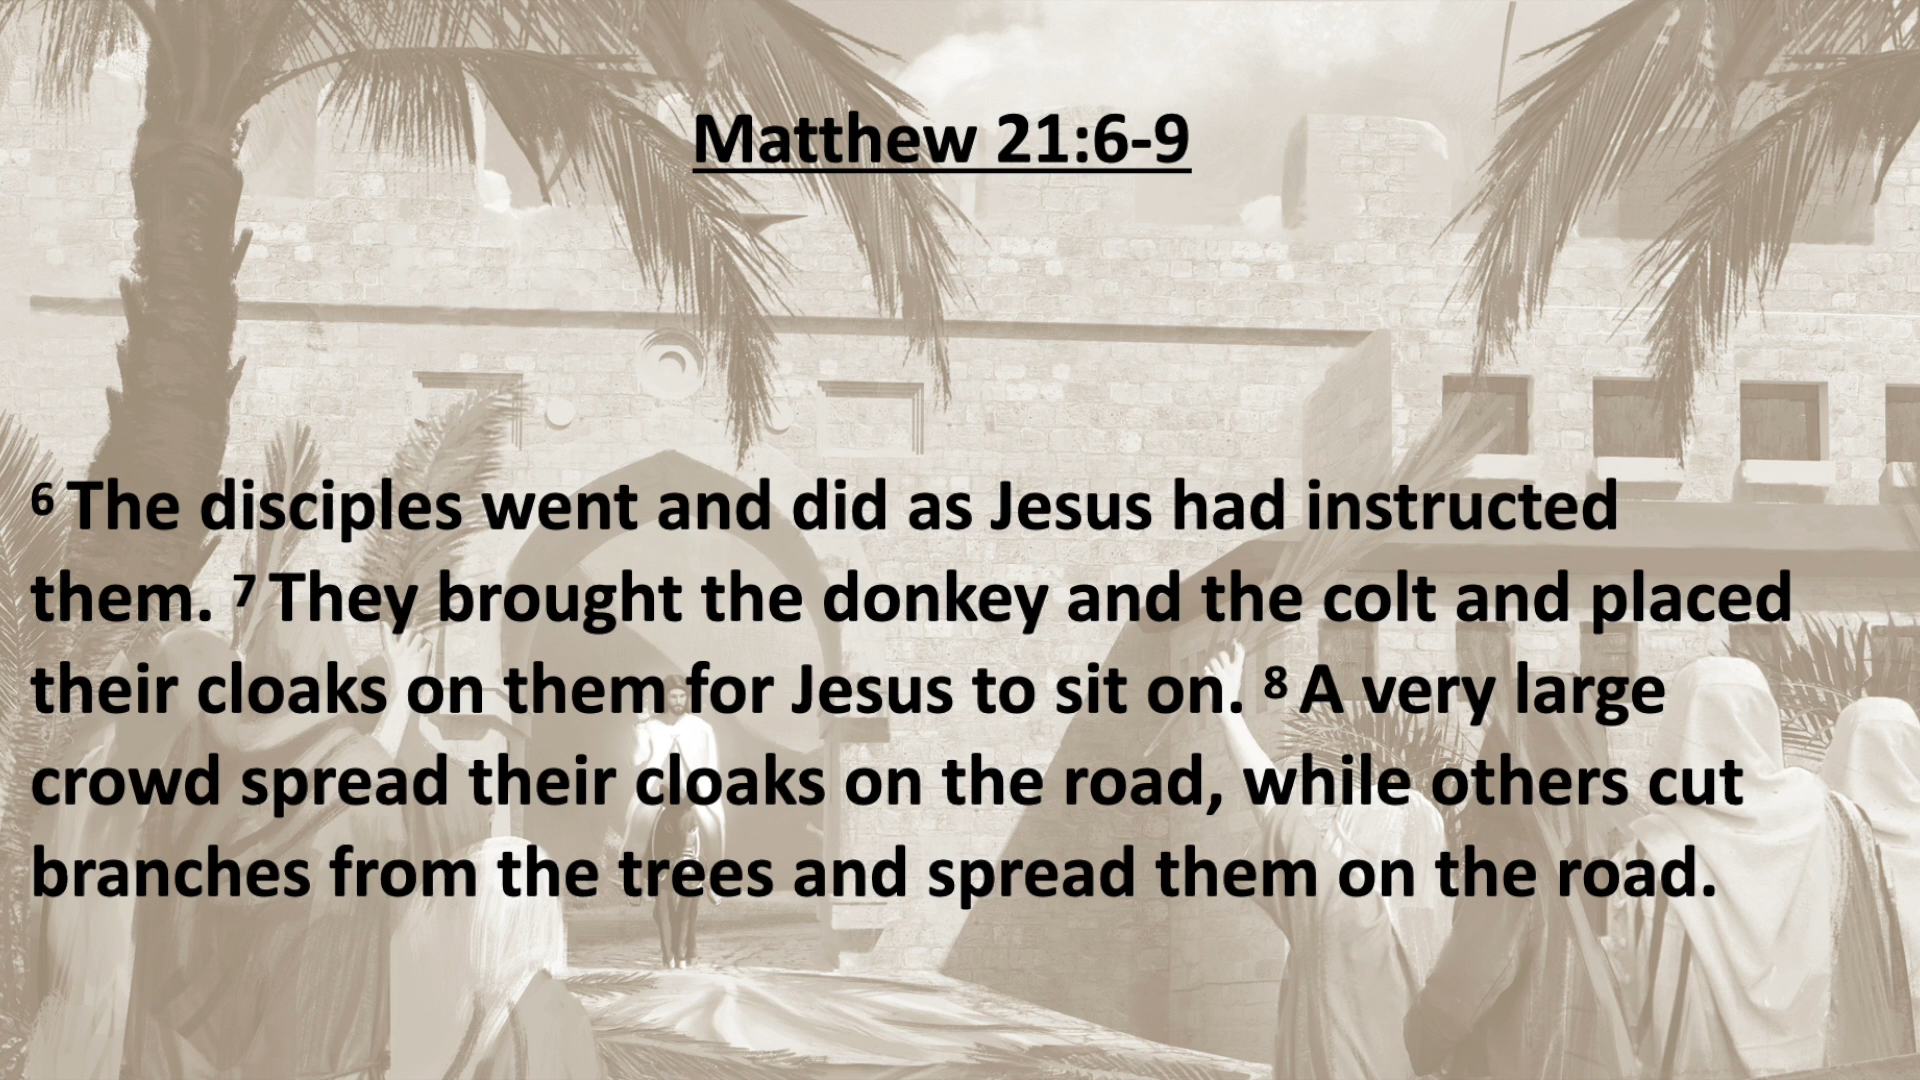 Matthew 21:6-9
6 The disciples went and did as Jesus had instructed
them. 7 They brought the donkey and the colt and placed
their cloaks on them for Jesus to sit on. 8 A very large
crowd spread their cloaks on the road, while others cut
branches from the trees and spread them on the road.